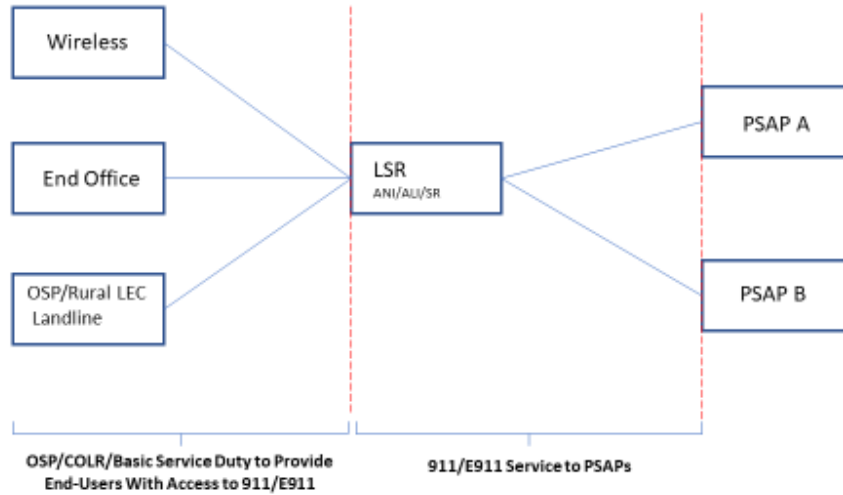 Wireless
End Office
OSP/Rural LEC
Landline
LSR
ANI/ALI/SR
PSAP A
PSAP B
OSP/COLR/Basic Service Duty to Provide
End-Users With Access to 911/E911
911/E911 Service to PSAPs